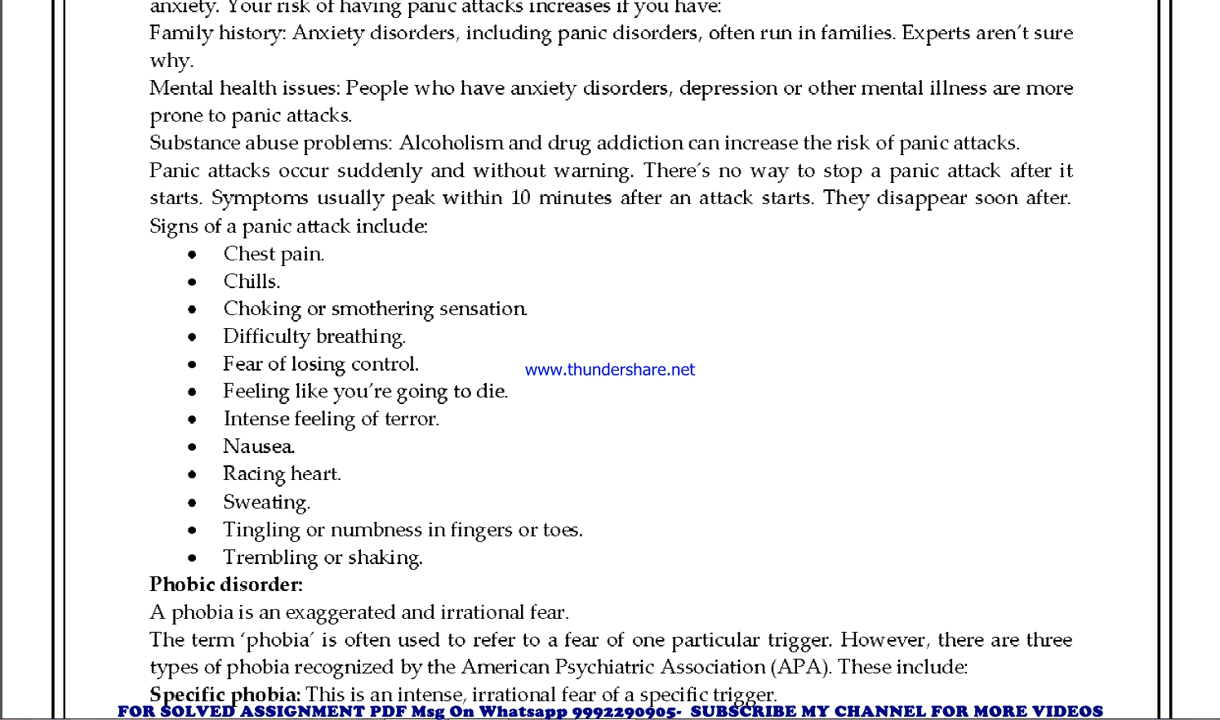 anxiety. Your risk of having panic attacks increases if you have:
Family history: Anxiety disorders, including panic disorders, often run in families. Experts aren't sure
why.
Mental health issues: People who have anxiety disorders, depression or other mental illness are more
prone to panic attacks.
Substance abuse problems: Alcoholism and drug addiction can increase the risk of panic attacks.
Panic attacks occur suddenly and without warning. There's no way to stop a panic attack after it
starts. Symptoms usually peak within 10 minutes after an attack starts. They disappear soon after.
Signs of a panic attack include:
• Chest pain.
• Chills.
• Choking or smothering sensation.
• Difficulty breathing.
• Fear of losing control.
www.thundershare.net
• Feeling like you're going to die.
• Intense feeling of terror.
• Nausea.
• Racing heart.
• Sweating.
• Tingling or numbness in fingers or toes.
• Trembling or shaking.
Phobic disorder:
A phobia is an exaggerated and irrational fear.
The term 'phobia' is often used to refer to a fear of one particular trigger. However, there are three
types of phobia recognized by the American Psychiatric Association (APA). These include:
Specific phobia: This is an intense, irrational fear of a specific trigger.
FOR SOLVED ASSIGNMENT PDF Msg On Whatsapp 9992290905- SUBSCRIBE MY CHANNEL FOR MORE VIDEOS